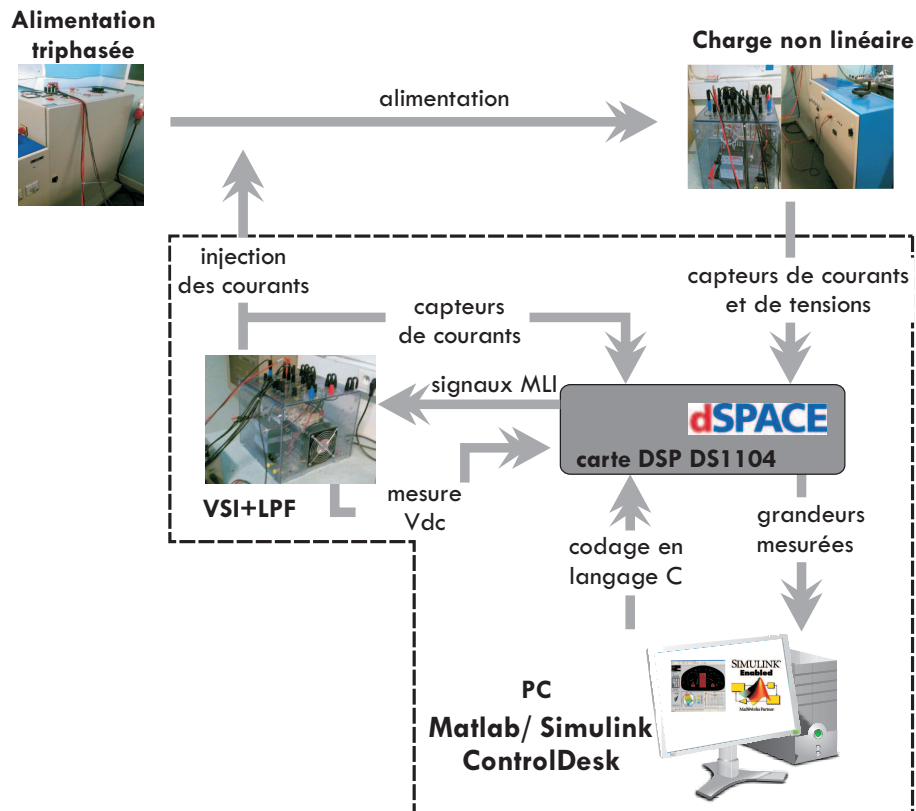 Alimentation
triphasée
Charge non linéaire
alimentation
injection
des courants
capteurs de courants
et de tensions
capteurs
de courants
signaux MLI
dSPACE
carte DSP DS1104
VSI+LPF
mesure
Vdc
grandeurs
mesurées
codage en
langage C
SIMULINK
Enabled
MathWorks Partner
PC
Matlab/ Simulink
ControlDesk